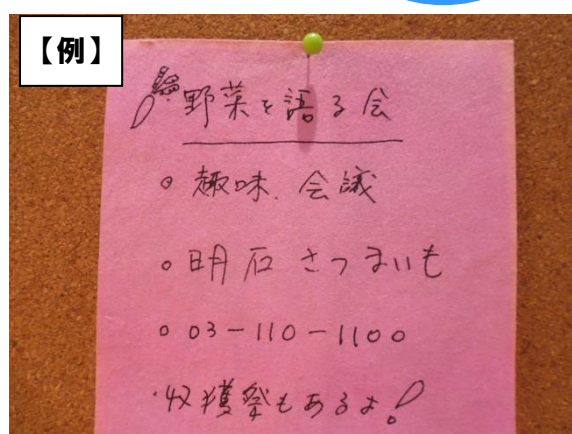 【例】
野菜を語る会
○趣味、会議
○明石さつまいも
○03-110-1100
・収獲祭もあるよ!